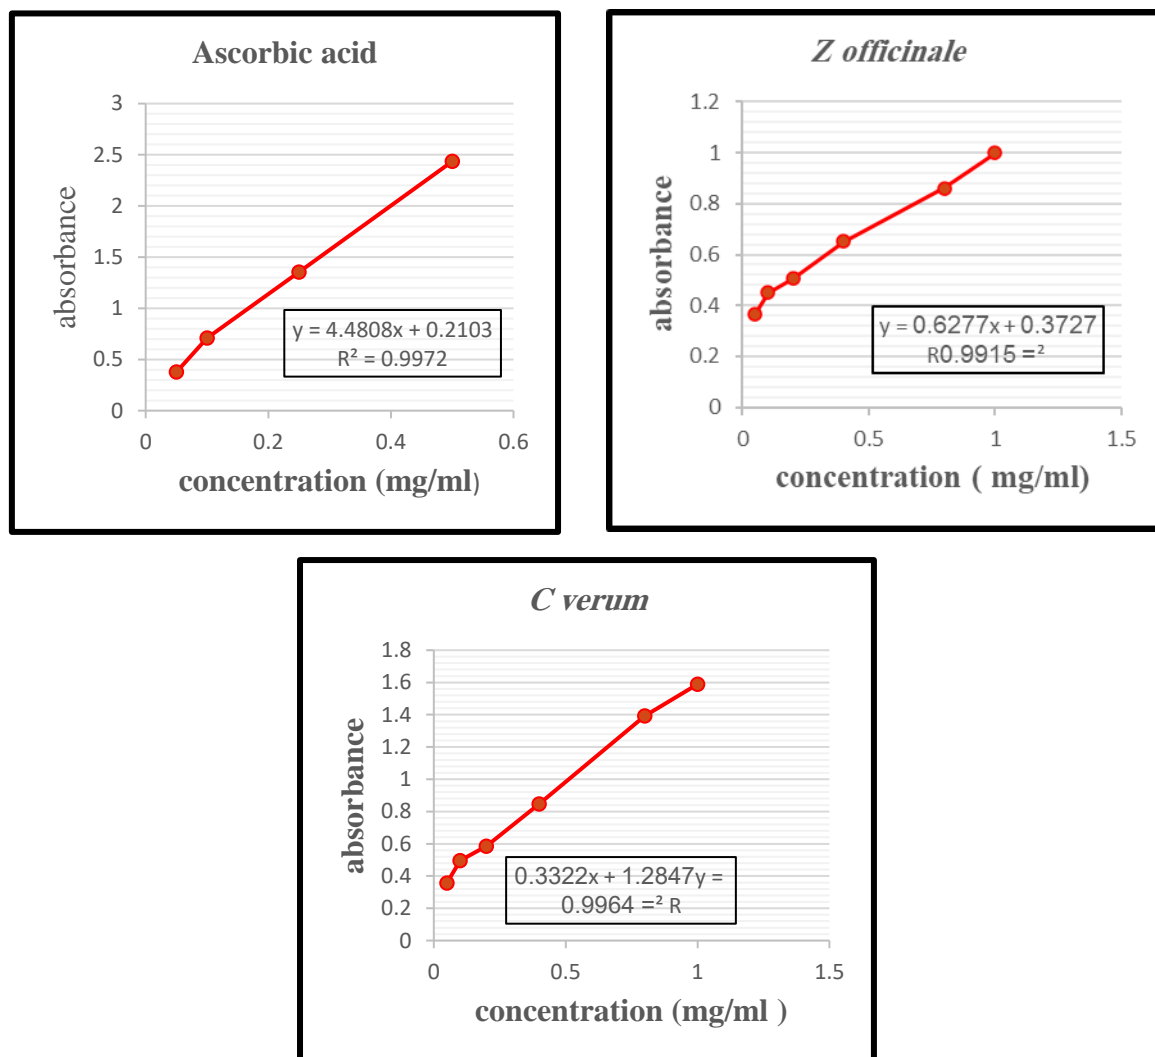 Ascorbic acid
3
2.5
2
1.5
1
0.5
0
0 0.2 0.4 0.6
absorbance
y = 4.4808x + 0.2103
R² = 0.9972
concentration (mg/ml)
Z officinale
1.2
1
0.8
0.6
0.4
0.2
0
0 0.5 1 1.5
absorbance
y = 0.6277x + 0.3727
R0.9915 =²
concentration ( mg/ml)
C verum
1.8
1.6
1.4
1.2
1
0.8
0.6
0.4
0.2
0
0 0.5 1 1.5
absorbance
0.3322x + 1.2847y =
0.9964 =² R
concentration (mg/ml )